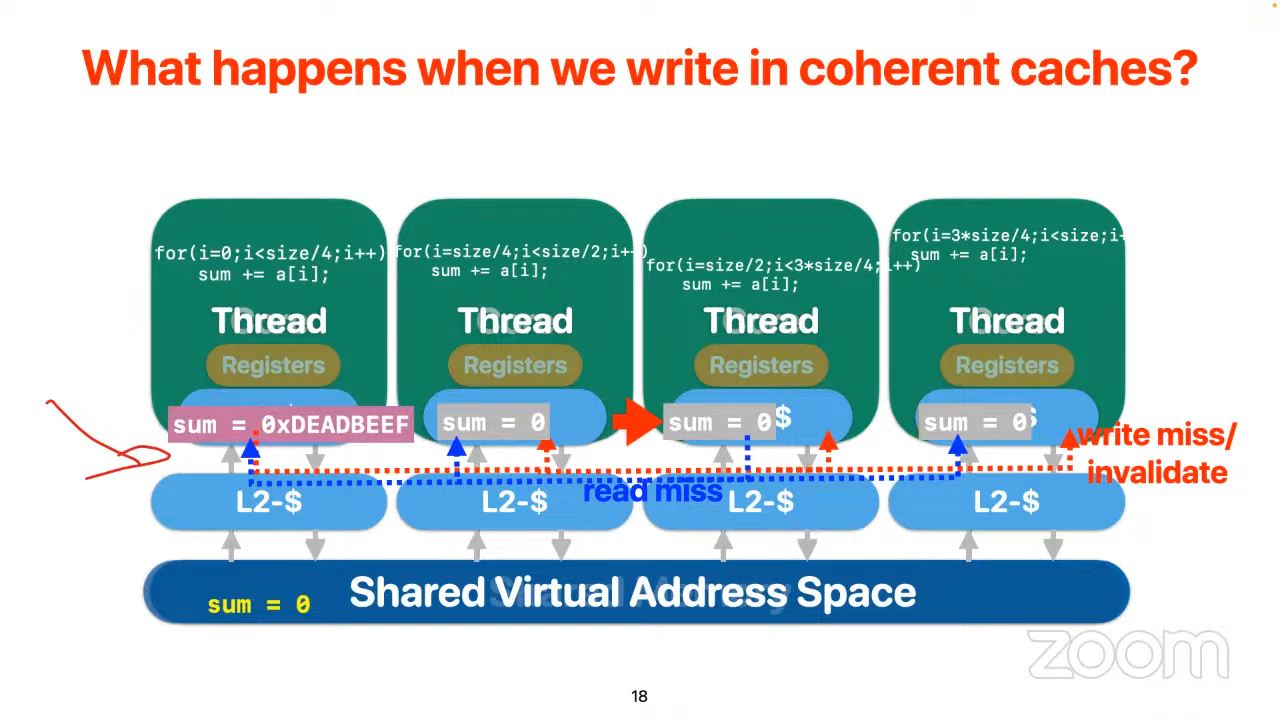 What happens when we write in coherent caches?
for(i=0;i<size/4;i++)
sum += a[i];
for(i=size/4;i<size/2;i++)
sum += a[i];
for(i=size/2;i<3*size/4;i++)
sum += a[i];
for(i=3*size/4;i<size;i+
sum += a[i];
Thread
Thread
Thread
Thread
Registers
Registers
Registers
Registers
sum = 0xDEADBEEF
sum = 0
sum = 0
$
sum = 0
$
write miss/
invalidate
read miss
L2-$
L2-$
L2-$
L2-$
Shared Virtual Address Space
sum = 0
zoom
18